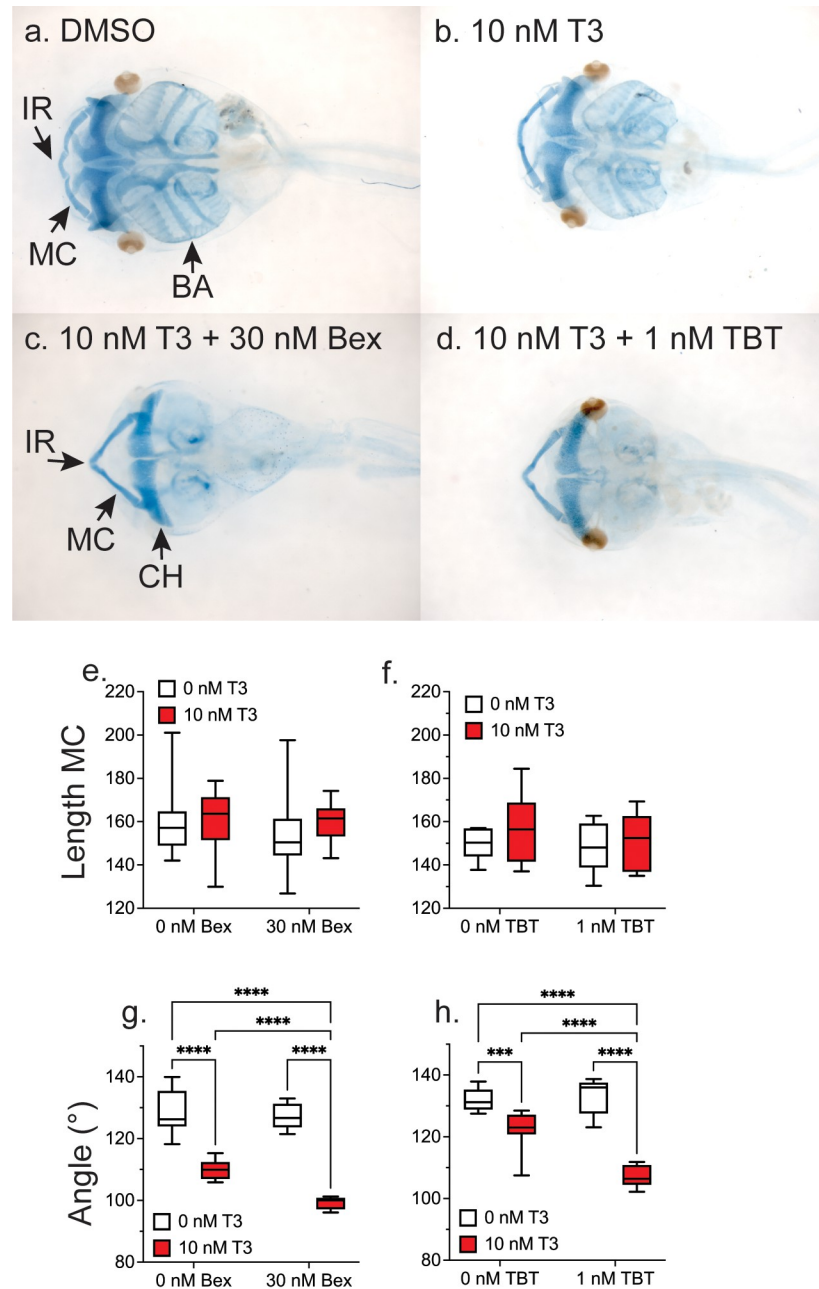 a. DMSO
b. 10 nM T3
IR
MC
BA
c. 10 nM T3 + 30 nM Bex
d. 10 nM T3 + 1 nM TBT
IR
MC
CH
e.
f.
220
200
180
160
140
120
Length MC
0 nM T3
10 nM T3
0 nM Bex
30 nM Bex
220
200
180
160
140
120
0 nM T3
10 nM T3
0 nM TBT
1 nM TBT
g.
h.
****
****
****
****
140
120
100
80
Angle (°)
0 nM T3
10 nM T3
0 nM Bex
30 nM Bex
****
****
***
****
140
120
100
80
0 nM T3
10 nM T3
0 nM TBT
1 nM TBT